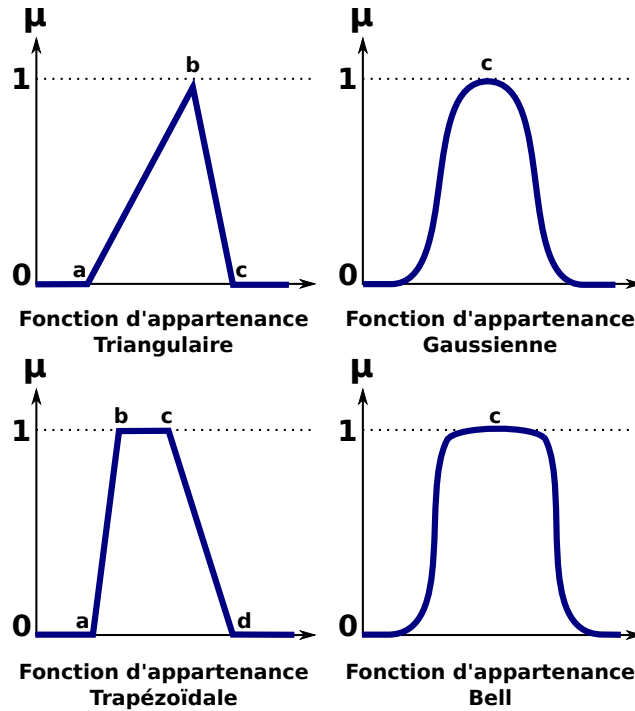 μ
1
b
a
c
0
Fonction d'appartenance
Triangulaire
μ
1
c
0
Fonction d'appartenance
Gaussienne
μ
1
b c
a
d
0
Fonction d'appartenance
Trapézoïdale
μ
1
c
0
Fonction d'appartenance
Bell